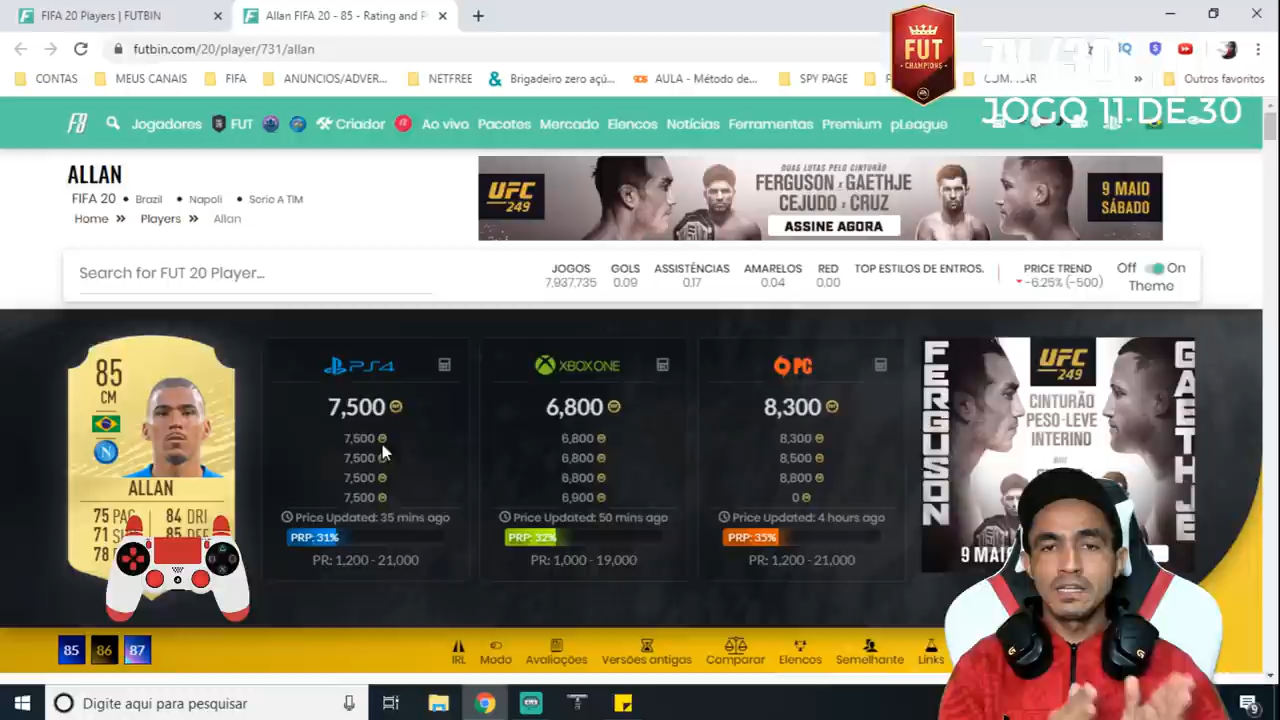 FIFA 20 Players | FUTBIN
Allan FIFA 20 - 85 - Rating and P
futbin.com/20/player/731/allan
CONTAS
MEUS CANAIS
ANUNCIOS/ADVER...
NETFREE
Brigadeiro zero açú...
AULA - Método de...
SPY PAGE
Outros favoritos
FUT
CHAMPIONS
JOGO 11 DE 30
Jogadores
FUT
Criador
Ao vivo
Pacotes
Mercado
Elencos
Notícias
Ferramentas
Premium
pLeague
ALLAN
FIFA 20 • Brazil • Napoli • Serie A TIM
Home » Players » Allan
UFC
249
DUAS LUTAS PELO CINTURÃO
FERGUSON x GAETHJE
CEJUDO x CRUZ
ASSINE AGORA
9 MAIO
SÁBADO
Search for FUT 20 Player...
JOGOS
7,937,735
GOLS
0.09
ASSISTÊNCIAS
0.17
AMARELOS
0.04
RED
0.00
TOP ESTILOS DE ENTROS.
PRICE TREND
-6.25% (-500)
Off On
Theme
85
CM
ALLAN
75 PAC
84 DRI
71
85 DEF
78
PS4
7,500
7,500
7,500
7,500
7,500
Price Updated: 35 mins ago
PRP: 31%
PR: 1,200 - 21,000
XBOX ONE
6,800
6,800
6,800
6,800
6,900
Price Updated: 50 mins ago
PRP: 32%
PR: 1,000 - 19,000
PC
8,300
8,300
8,500
8,800
0
Price Updated: 4 hours ago
PRP: 35%
PR: 1,200 - 21,000
FERGUSON
UFC
249
CINTURÃO
PESO-LEVE
INTERINO
GAETHJE
9 MAIO
85
86
87
IRL
Modo
Avaliações
Versões antigas
Comparar
Elencos
Semelhante
Links
Digite aqui para pesquisar